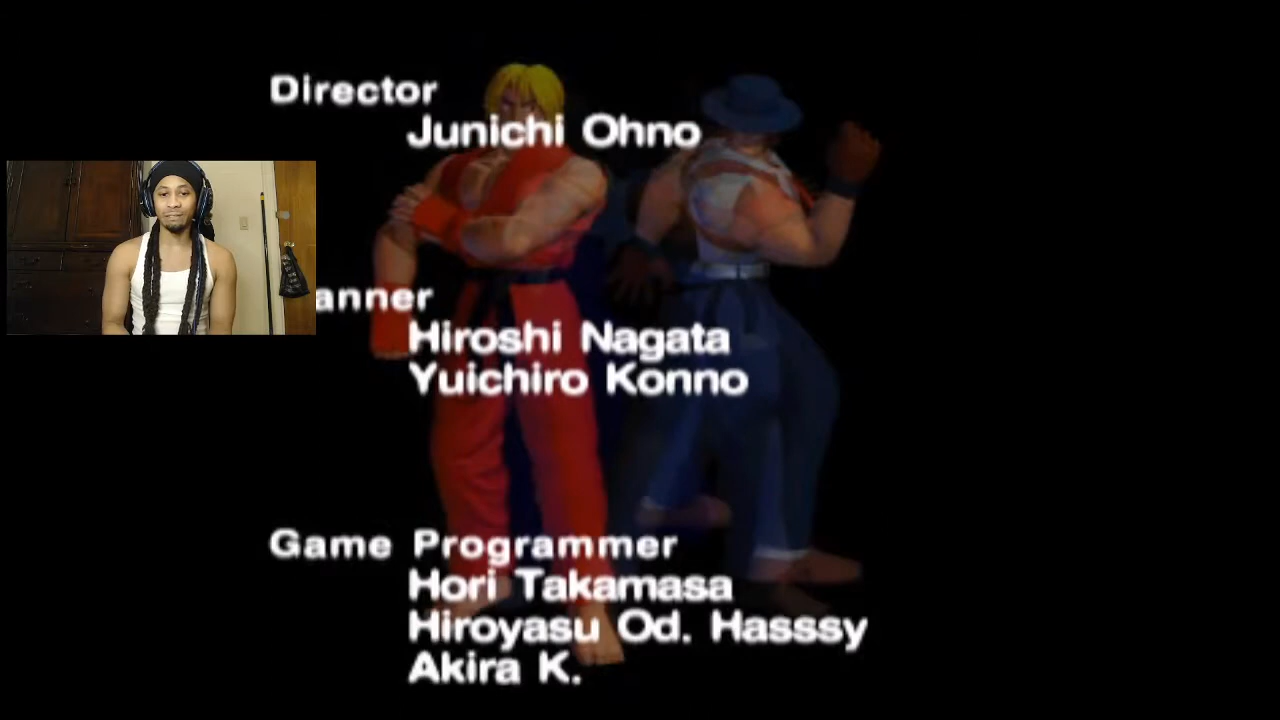 Director
Junichi Ohno
anner
Hiroshi Nagata
Yuichiro Konno
Game Programmer
Hori Takamasa
Hiroyasu Od. Hasssy
Akira K.